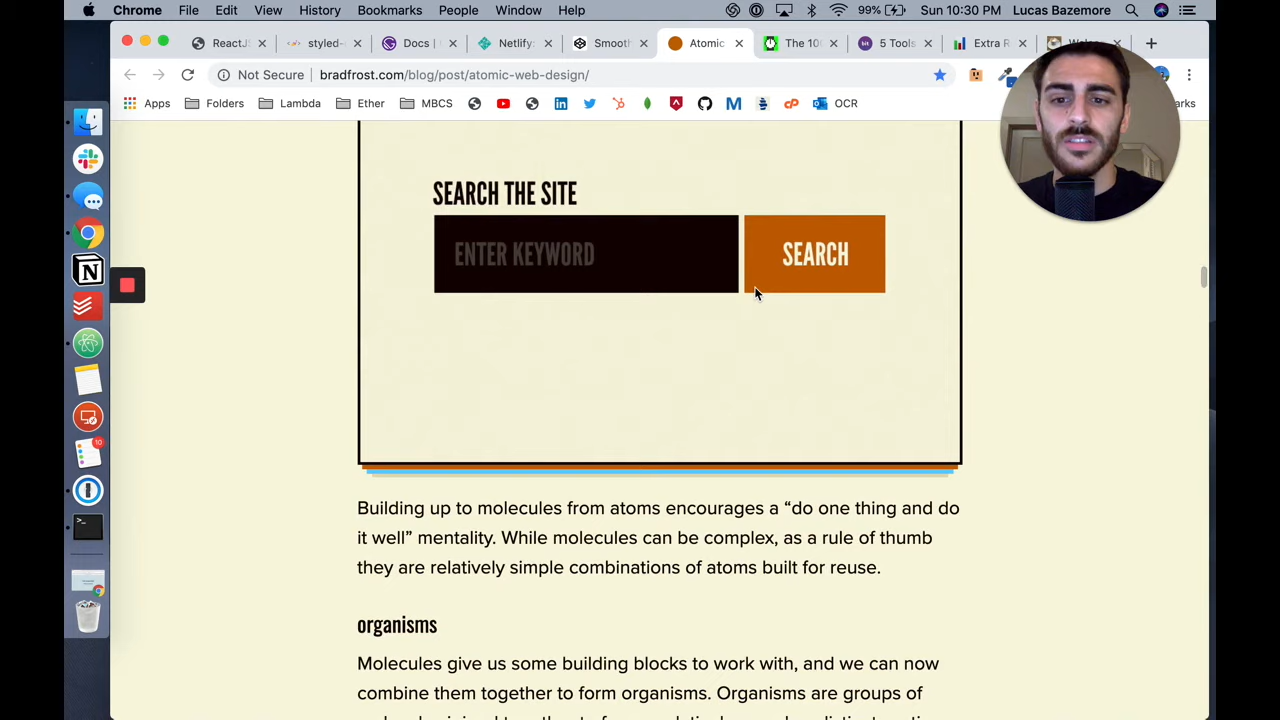 Chrome File Edit View History Bookmarks People Window Help 99% Sun 10:30 PM Lucas Bazemore
ReactJ styled- Docs | Netlify: Smooth Atomic The 10 5 Tools Extra R
Not Secure bradfrost.com/blog/post/atomic-web-design/
Apps Folders Lambda Ether MBCS OCR
SEARCH THE SITE
ENTER KEYWORD SEARCH
Building up to molecules from atoms encourages a “do one thing and do
it well” mentality. While molecules can be complex, as a rule of thumb
they are relatively simple combinations of atoms built for reuse.
organisms
Molecules give us some building blocks to work with, and we can now
combine them together to form organisms. Organisms are groups of